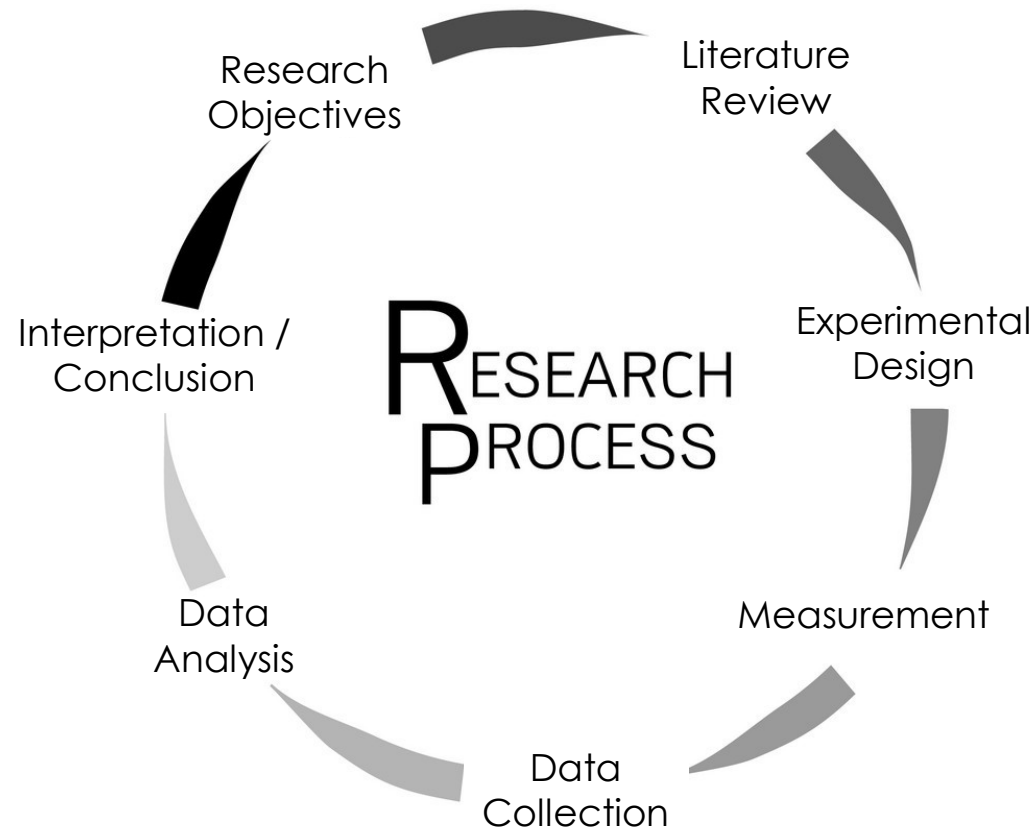 Research
Objectives
Literature
Review
Experimental
Design
Measurement
Data
Collection
Data
Analysis
Interpretation /
Conclusion
RESEARCH
PROCESS